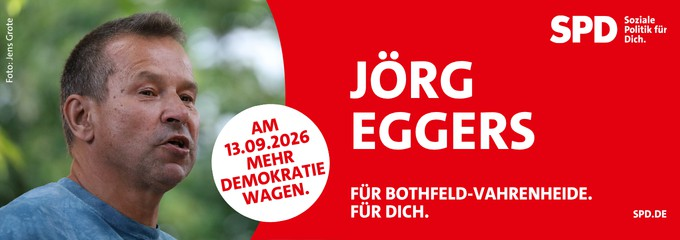 Foto: Jens Grote
AM
13.09.2026
MEHR
DEMOKRATIE
WAGEN.
SPD
Soziale
Politik für
Dich.
JÖRG
EGGERS
FÜR BOTHFELD-VAHRENHEIDE.
FÜR DICH.
SPD.DE